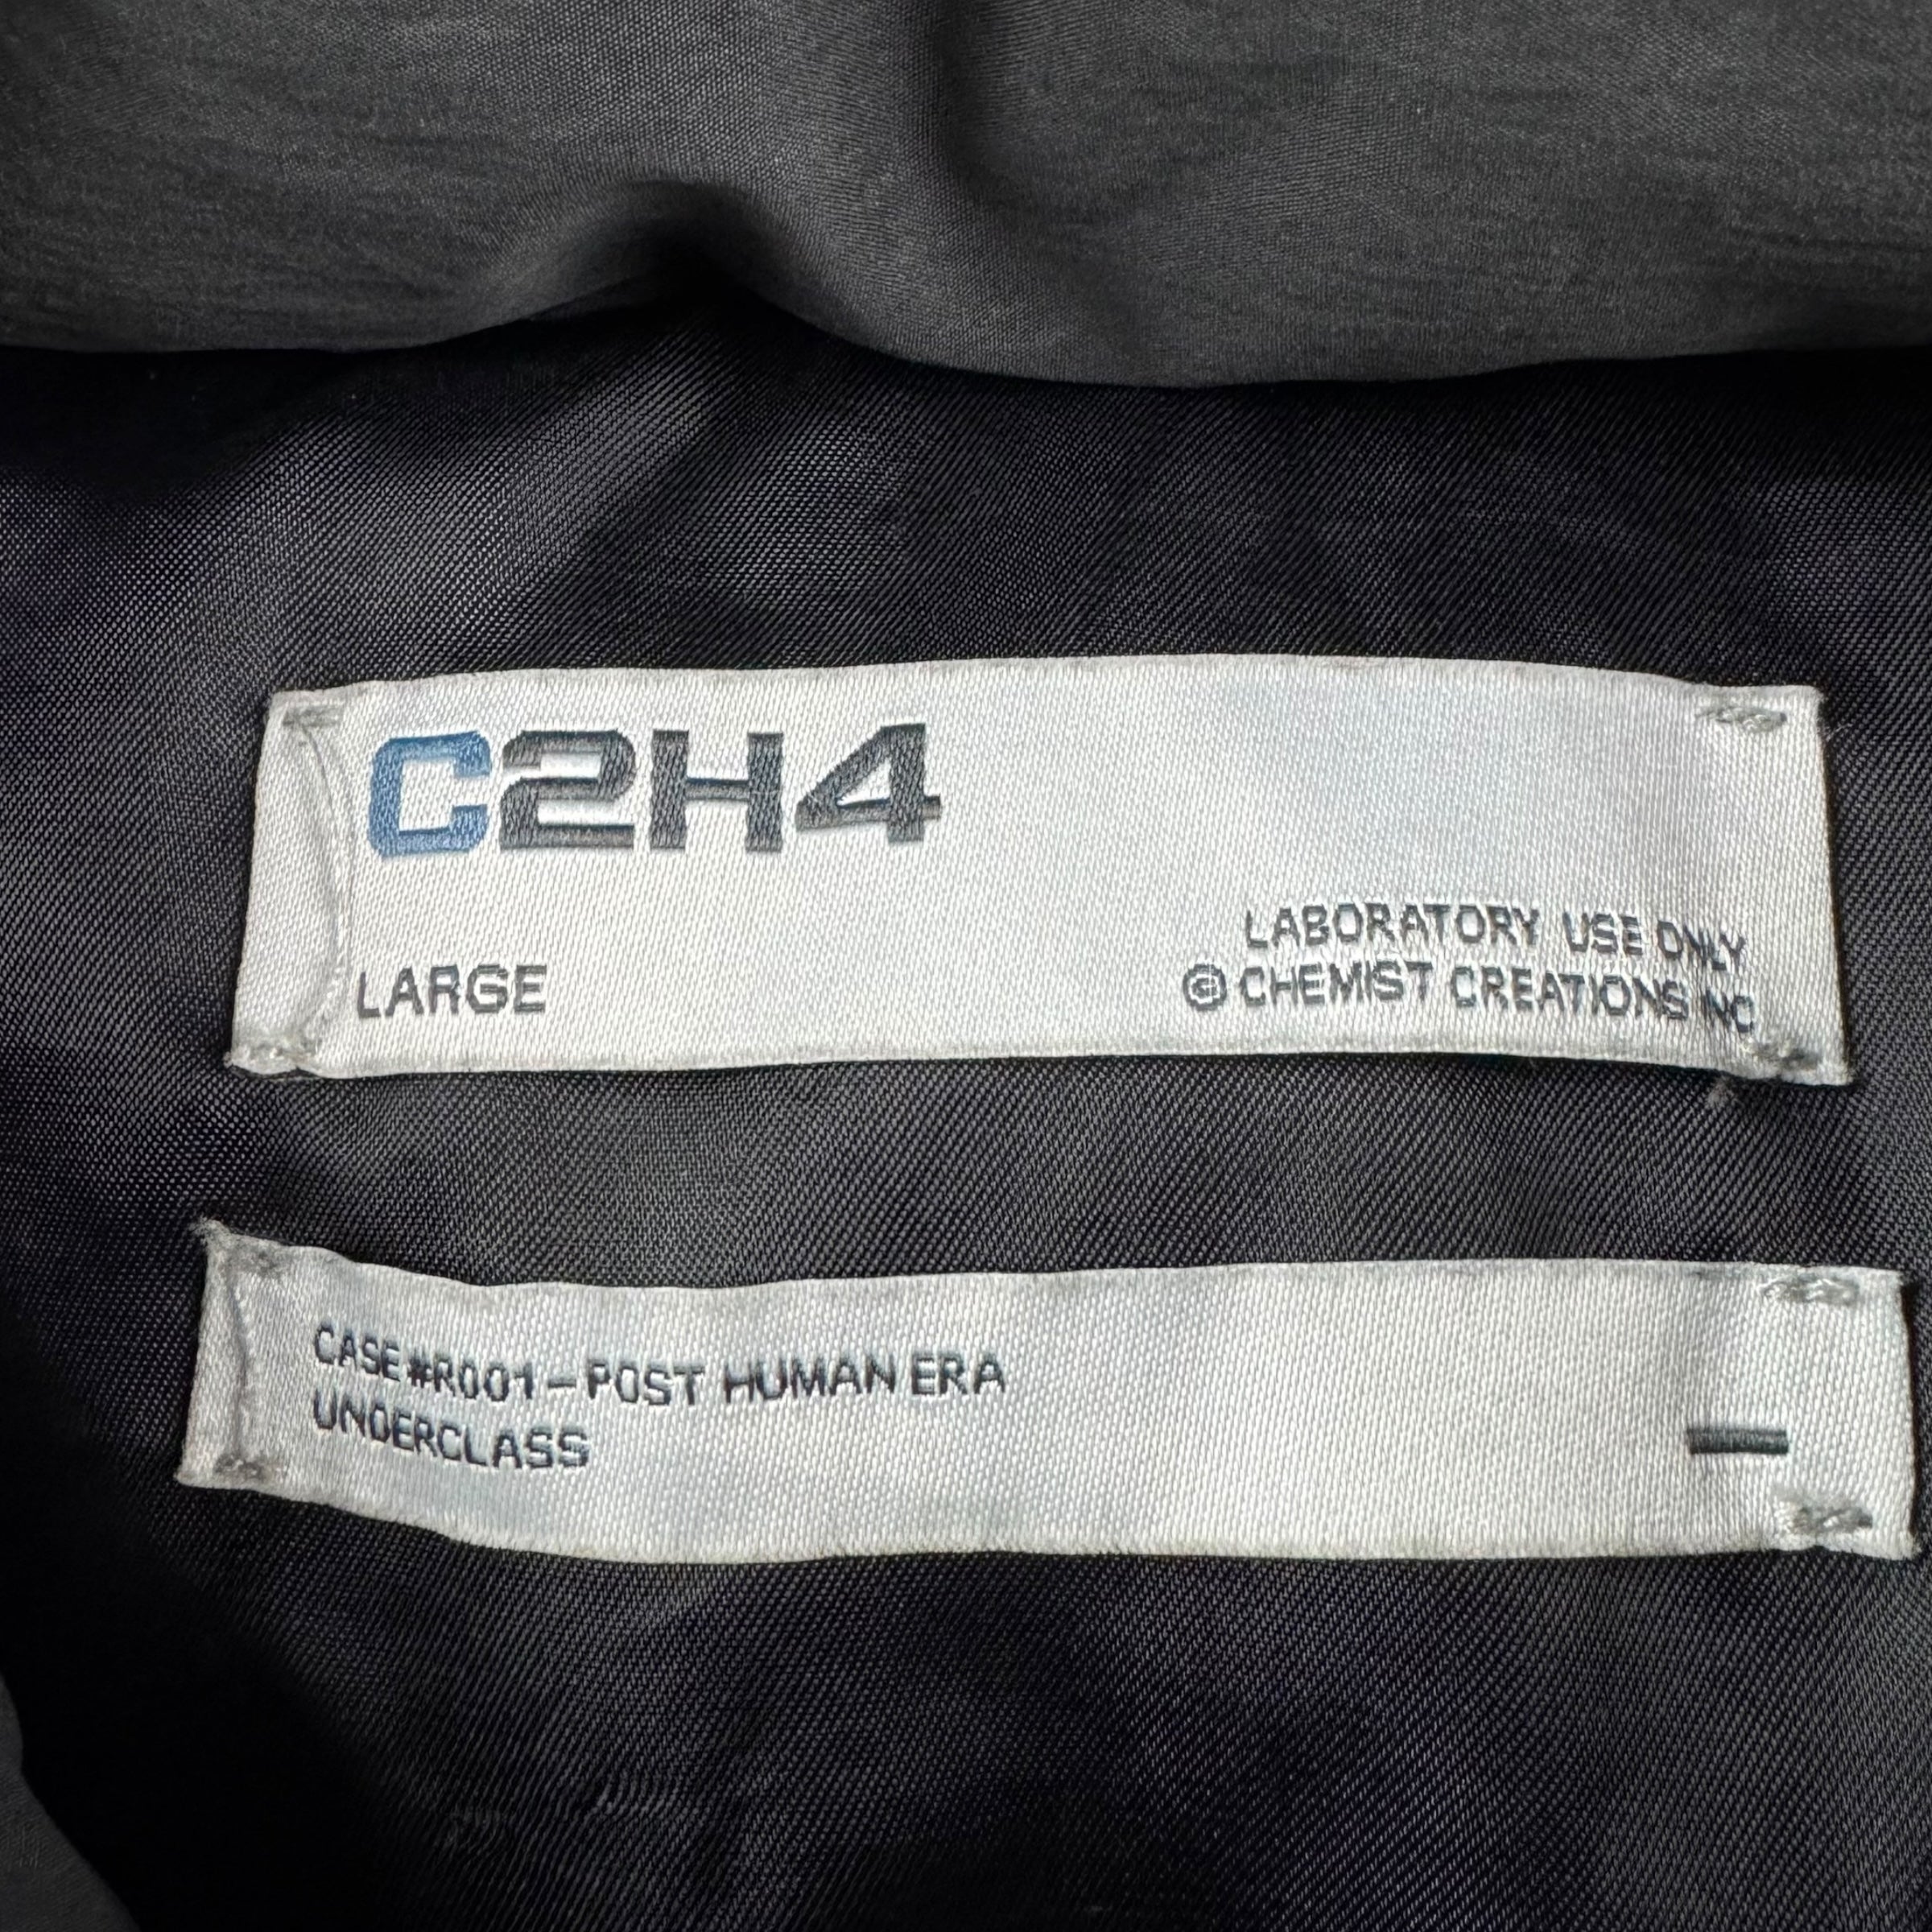 C2H4
LARGE
LABORATORY USE ONLY
© CHEMIST CREATIONS INC
CASE #R001-POST HUMAN ERA
UNDERCLASS